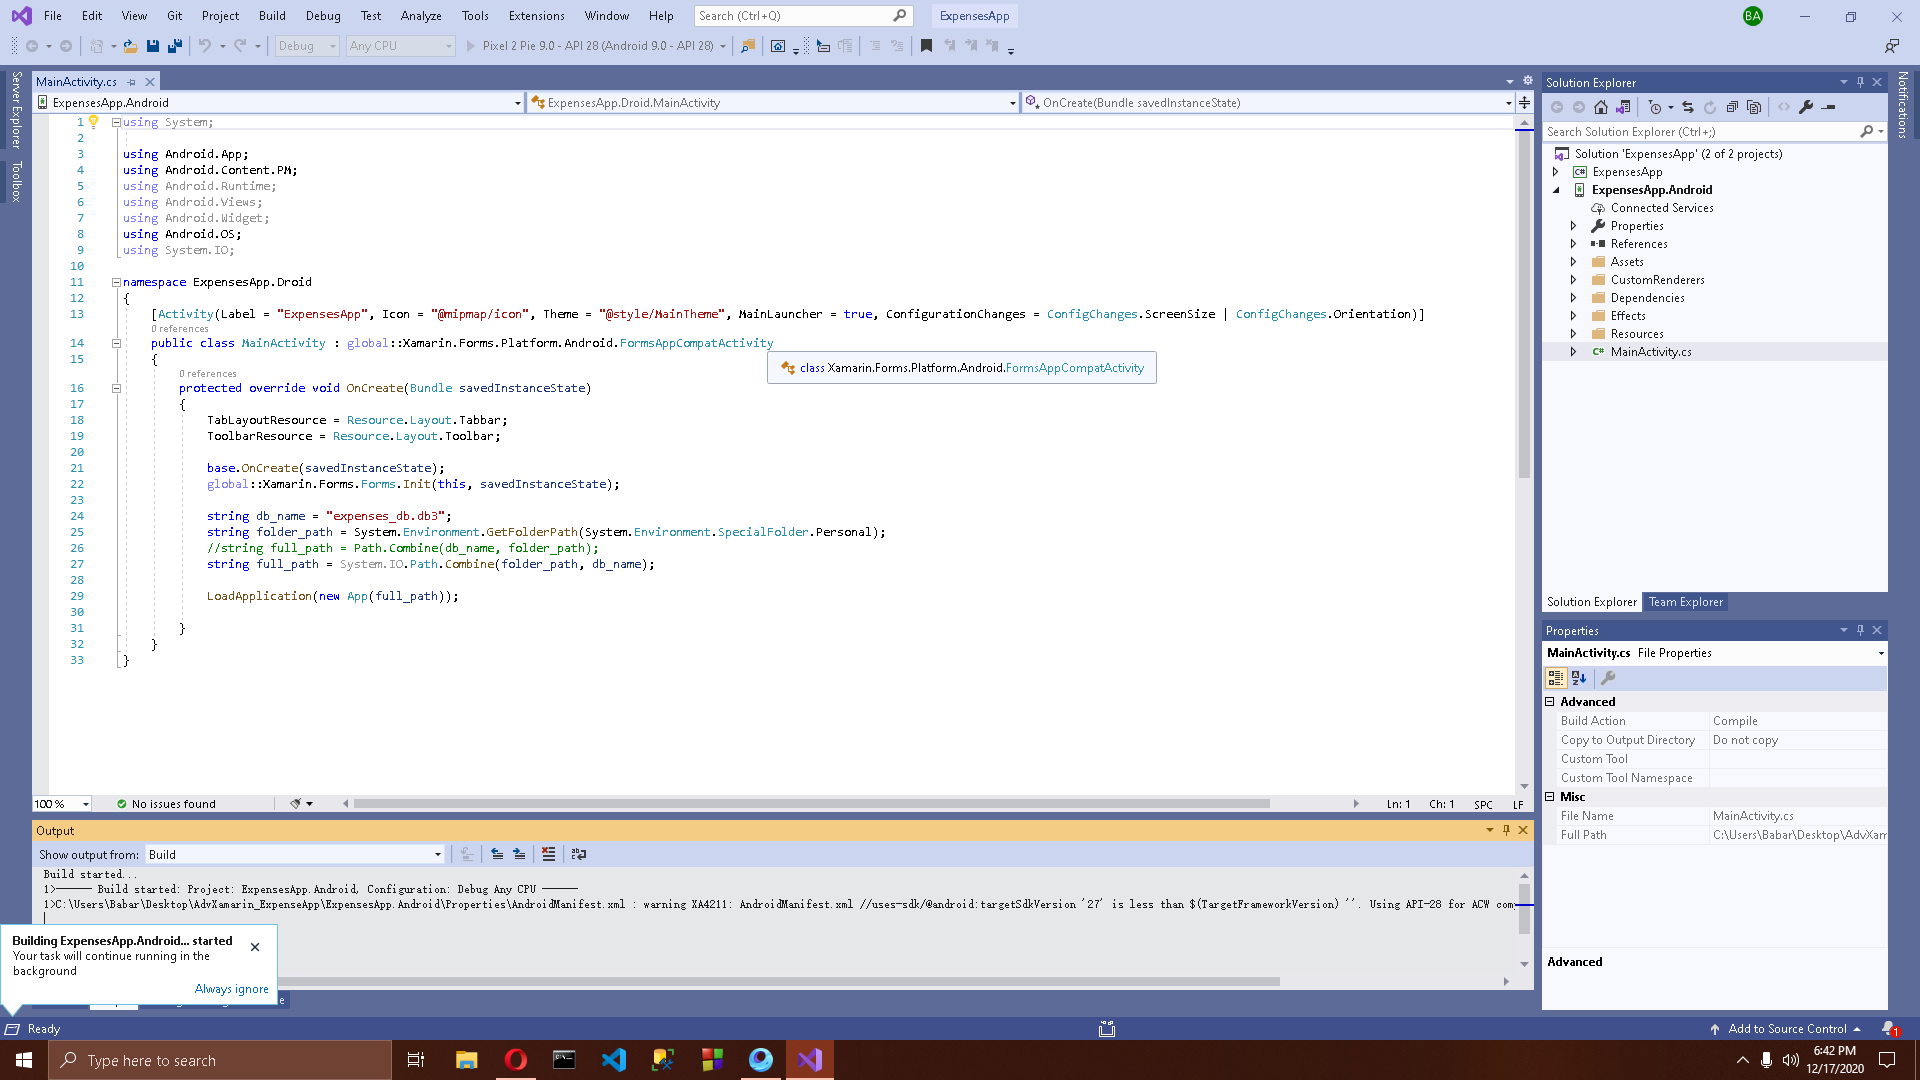 File Edit View Git Project Build Debug Test Analyze Tools Extensions Window Help Search (Ctrl+Q) ExpensesApp BA
Debug Any CPU Pixel 2 Pie 9.0 - API 28 (Android 9.0 - API 28)
Server Explorer
Toolbox
MainActivity.cs
ExpensesApp.Android ExpensesApp.Droid.MainActivity OnCreate(Bundle savedInstanceState)
1 using System;
2
3 using Android.App;
4 using Android.Content.PM;
5 using Android.Runtime;
6 using Android.Views;
7 using Android.Widget;
8 using Android.OS;
9 using System.IO;
10
11 namespace ExpensesApp.Droid
12 {
13 [Activity(Label = "ExpensesApp", Icon = "@mipmap/icon", Theme = "@style/MainTheme", MainLauncher = true, ConfigurationChanges = ConfigChanges.ScreenSize | ConfigChanges.Orientation)]
0 references
14 public class MainActivity : global::Xamarin.Forms.Platform.Android.FormsAppCompatActivity
15 {
class Xamarin.Forms.Platform.Android.FormsAppCompatActivity
0 references
16 protected override void OnCreate(Bundle savedInstanceState)
17 {
18 TabLayoutResource = Resource.Layout.Tabbar;
19 ToolbarResource = Resource.Layout.Toolbar;
20
21 base.OnCreate(savedInstanceState);
22 global::Xamarin.Forms.Forms.Init(this, savedInstanceState);
23
24 string db_name = "expenses_db.db3";
25 string folder_path = System.Environment.GetFolderPath(System.Environment.SpecialFolder.Personal);
26 //string full_path = Path.Combine(db_name, folder_path);
27 string full_path = System.IO.Path.Combine(folder_path, db_name);
28
29 LoadApplication(new App(full_path));
30
31 }
32 }
33 }
100 % No issues found Ln: 1 Ch: 1 SPC LF
Output
Show output from: Build
Build started...
1>------ Build started: Project: ExpensesApp.Android, Configuration: Debug Any CPU ------
1>C:\Users\Babar\Desktop\AdvXamarin_ExpenseApp\ExpensesApp.Android\Properties\AndroidManifest.xml : warning XA4211: AndroidManifest.xml //uses-sdk/@android:targetSdkVersion '27' is less than $(TargetFrameworkVersion) ''. Using API-28 for ACW com
Building ExpensesApp.Android... started
Your task will continue running in the
background
Always ignore
Solution Explorer
Search Solution Explorer (Ctrl+;)
Solution 'ExpensesApp' (2 of 2 projects)
ExpensesApp
ExpensesApp.Android
Connected Services
Properties
References
Assets
CustomRenderers
Dependencies
Effects
Resources
C# MainActivity.cs
Solution Explorer Team Explorer
Properties
MainActivity.cs File Properties
Advanced
Build Action Compile
Copy to Output Directory Do not copy
Custom Tool
Custom Tool Namespace
Misc
File Name MainActivity.cs
Full Path C:\Users\Babar\Desktop\AdvXam
Advanced
Notifications
Ready Add to Source Control 1
Type here to search
6:42 PM
12/17/2020